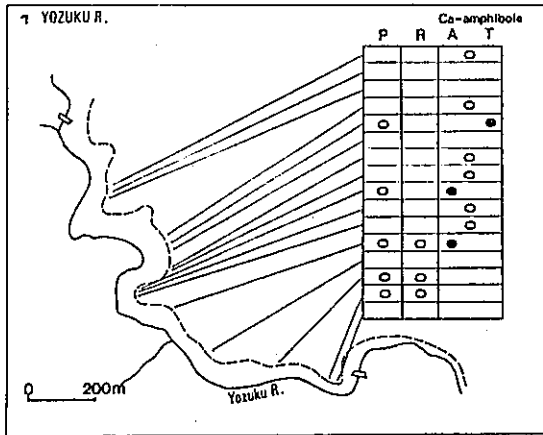 7 YOZUKU R.
Ca-amphibole
P R A T
0 200m
Yozuku R.